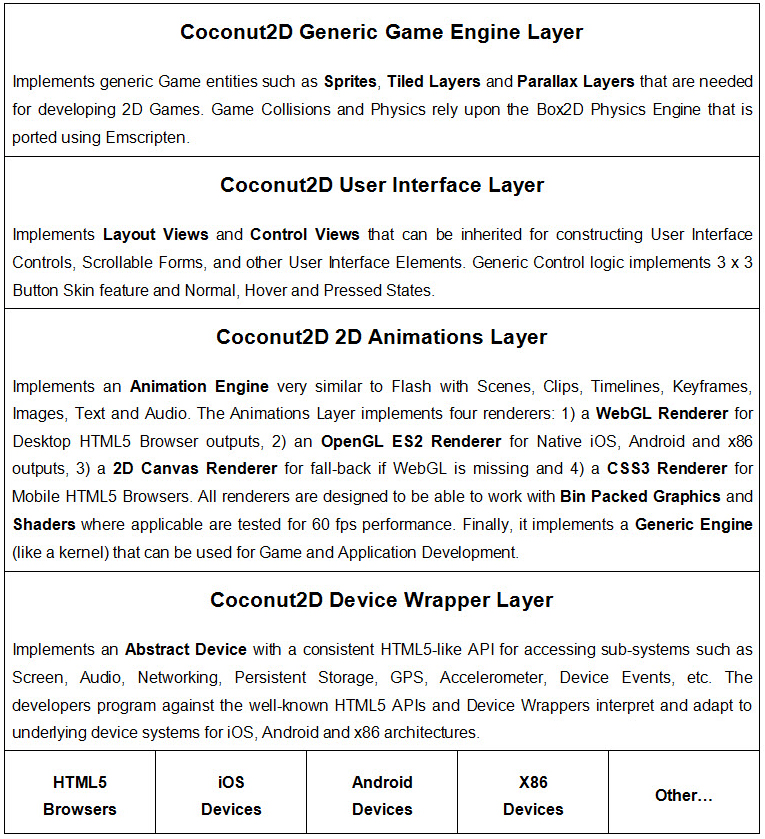 Coconut2D Generic Game Engine Layer
Implements generic Game entities such as Sprites, Tiled Layers and Parallax Layers that are needed
for developing 2D Games. Game Collisions and Physics rely upon the Box2D Physics Engine that is
ported using Emscripten.
Coconut2D User Interface Layer
Implements Layout Views and Control Views that can be inherited for constructing User Interface
Controls, Scrollable Forms, and other User Interface Elements. Generic Control logic implements 3 x 3
Button Skin feature and Normal, Hover and Pressed States.
Coconut2D 2D Animations Layer
Implements an Animation Engine very similar to Flash with Scenes, Clips, Timelines, Keyframes,
Images, Text and Audio. The Animations Layer implements four renderers: 1) a WebGL Renderer for
Desktop HTML5 Browser outputs, 2) an OpenGL ES2 Renderer for Native iOS, Android and x86
outputs, 3) a 2D Canvas Renderer for fall-back if WebGL is missing and 4) a CSS3 Renderer for
Mobile HTML5 Browsers. All renderers are designed to be able to work with Bin Packed Graphics and
Shaders where applicable are tested for 60 fps performance. Finally, it implements a Generic Engine
(like a kernel) that can be used for Game and Application Development.
Coconut2D Device Wrapper Layer
Implements an Abstract Device with a consistent HTML5-like API for accessing sub-systems such as
Screen, Audio, Networking, Persistent Storage, GPS, Accelerometer, Device Events, etc. The
developers program against the well-known HTML5 APIs and Device Wrappers interpret and adapt to
underlying device systems for iOS, Android and x86 architectures.
HTML5
Browsers
iOS
Devices
Android
Devices
X86
Devices
Other…